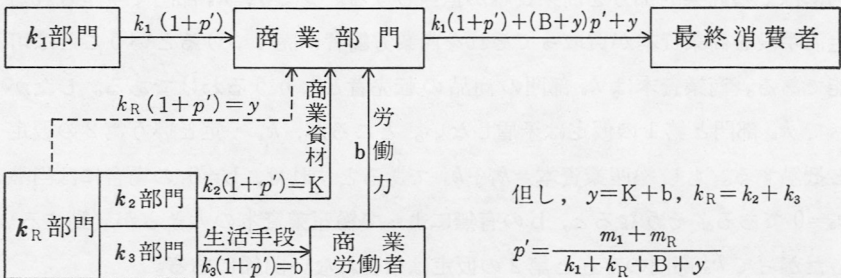 k₁部門
k₁(1+p′)
商業部門
k₁(1+p′)+(B+y)p′+y
最終消費者
k_R(1+p′)=y
商業資材
b
労働力
k_R部門
k₂部門
k₂(1+p′)=K
k₃部門
生活手段
k₃(1+p′)=b
商業
労働者
但し, y=K+b, k_R=k₂+k₃
p′= m₁+m_R
k₁+k_R+B+y